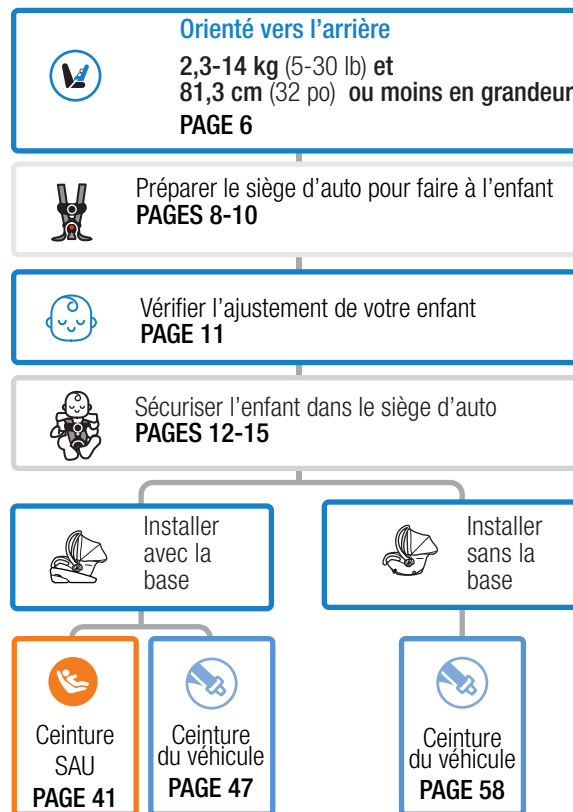 Orienté vers l'arrière
2,3-14 kg (5-30 lb) et
81,3 cm (32 po) ou moins en grandeur
PAGE 6
Préparer le siège d'auto pour faire à l'enfant
PAGES 8-10
Vérifier l'ajustement de votre enfant
PAGE 11
Sécuriser l'enfant dans le siège d'auto
PAGES 12-15
Installer
avec la
base
Installer
sans la
base
Ceinture
SAU
PAGE 41
Ceinture
du véhicule
PAGE 47
Ceinture
du véhicule
PAGE 58